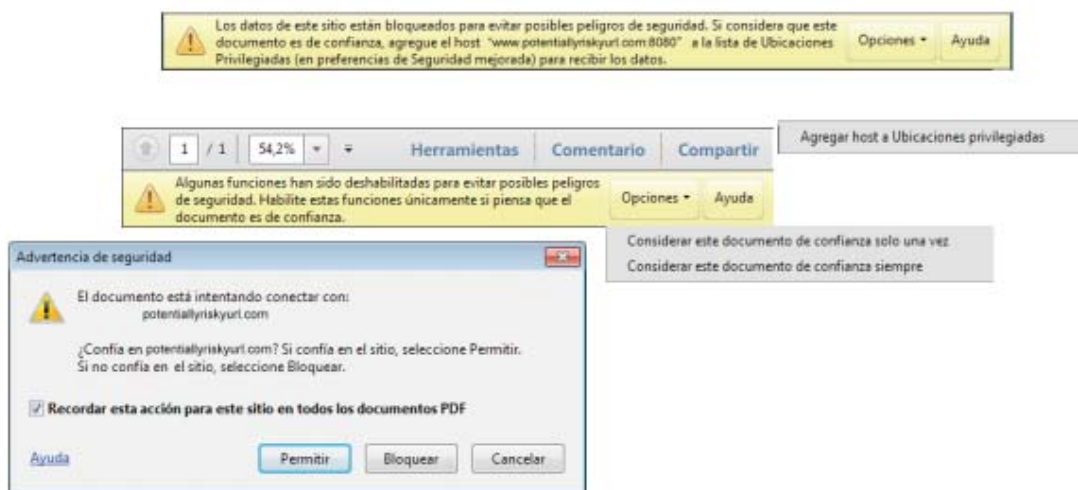 Los datos de este sitio están bloqueados para evitar posibles peligros de seguridad. Si considera que este
documento es de confianza, agregue el host "www.potentiallyriskyurl.com:8080" a la lista de Ubicaciones
Privilegiadas (en preferencias de Seguridad mejorada) para recibir los datos.
Opciones Ayuda
Agregar host a Ubicaciones privilegiadas
1 / 1 54,2% Herramientas Comentario Compartir
Algunas funciones han sido deshabilitadas para evitar posibles peligros
de seguridad. Habilite estas funciones únicamente si piensa que el
documento es de confianza.
Opciones Ayuda
Considerar este documento de confianza solo una vez
Considerar este documento de confianza siempre
Advertencia de seguridad
El documento está intentando conectar con:
potentiallyriskyurl.com
¿Confía en potentiallyriskyurl.com? Si confía en el sitio, seleccione Permitir.
Si no confía en el sitio, seleccione Bloquear.
Recordar esta acción para este sitio en todos los documentos PDF
Ayuda Permitir Bloquear Cancelar